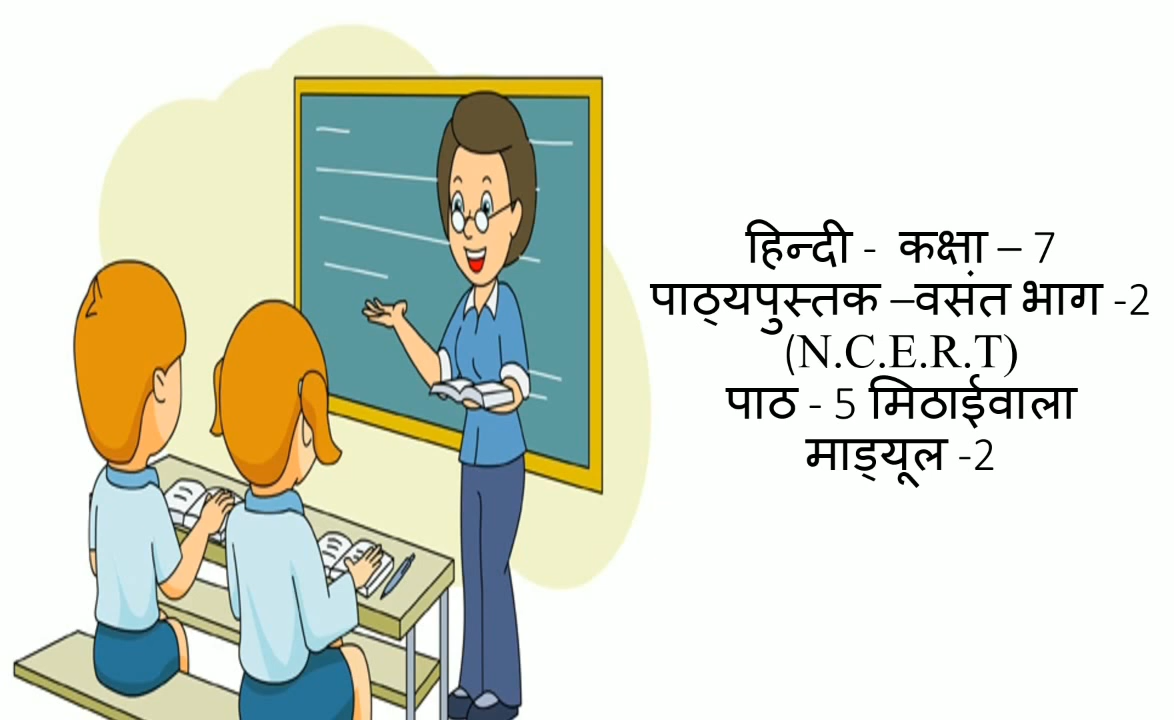 हिन्दी - कक्षा – 7
पाठ्यपुस्तक –वसंत भाग -2
(N.C.E.R.T)
पाठ - 5 मिठाईवाला
माड्यूल -2